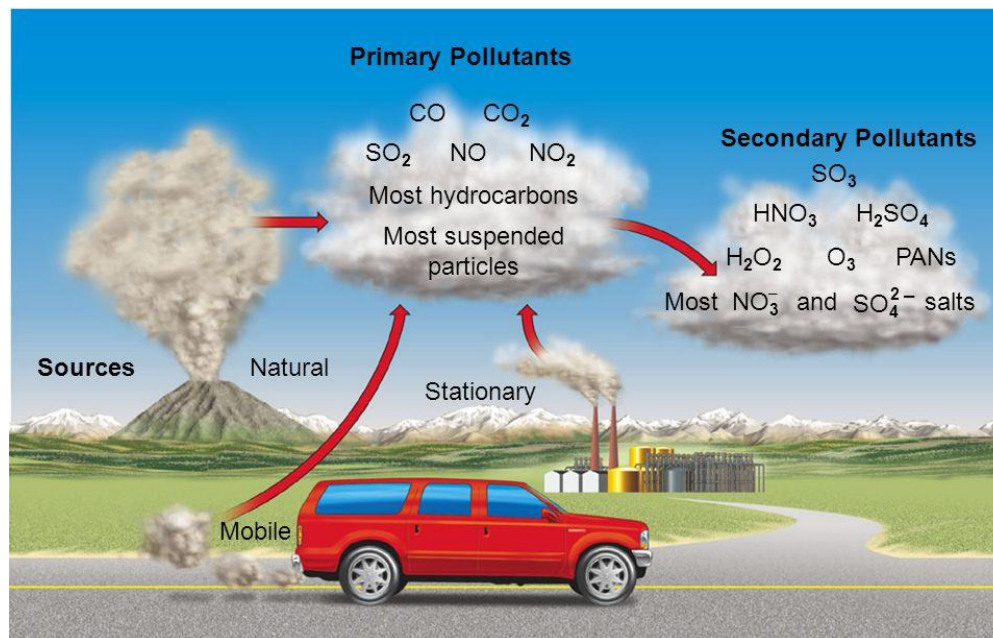 Primary Pollutants
CO CO₂
SO₂ NO NO₂
Most hydrocarbons
Most suspended
particles
Secondary Pollutants
SO₃
HNO₃ H₂SO₄
H₂O₂ O₃ PANs
Most NO₃⁻ and SO₄²⁻ salts
Sources
Natural
Stationary
Mobile